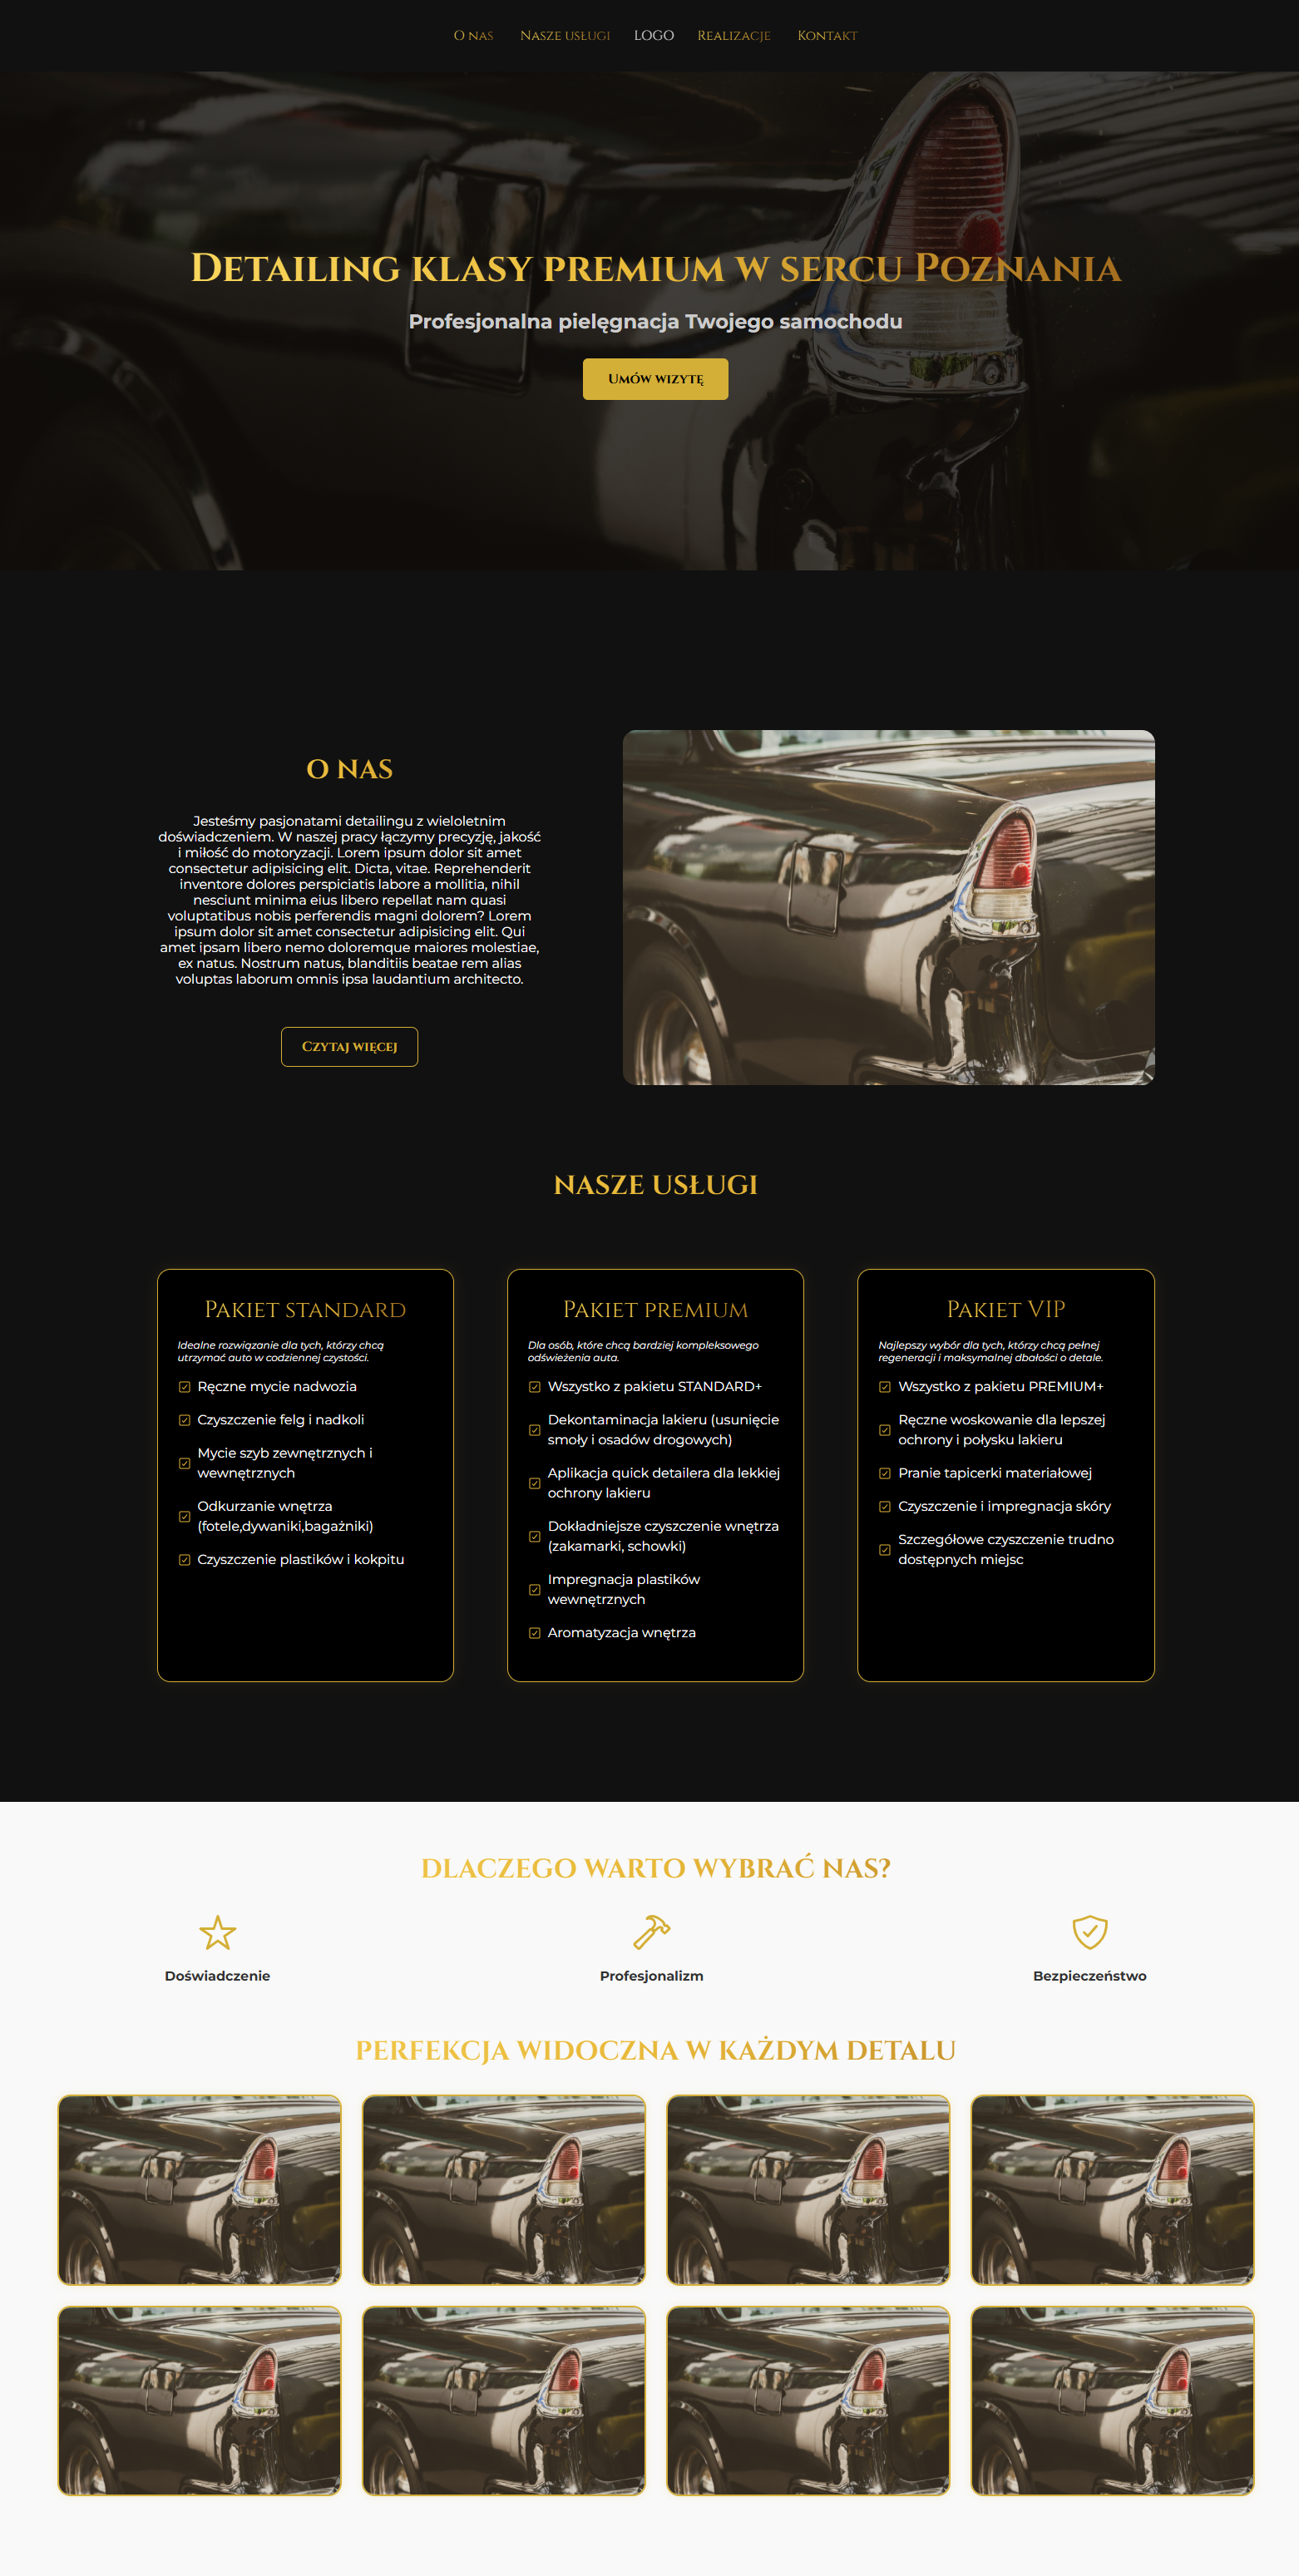 O nas Nasze usługi LOGO Realizacje Kontakt
Detailing klasy premium w sercu Poznania
Profesjonalna pielęgnacja Twojego samochodu
Umów wizytę
O NAS
Jesteśmy pasjonatami detailingu z wieloletnim
doświadczeniem. W naszej pracy łączymy precyzję, jakość
i miłość do motoryzacji. Lorem ipsum dolor sit amet
consectetur adipisicing elit. Dicta, vitae. Reprehenderit
inventore dolores perspiciatis labore a mollitia, nihil
nesciunt minima eius libero repellat nam quasi
voluptatibus nobis perferendis magni dolorem? Lorem
ipsum dolor sit amet consectetur adipisicing elit. Qui
amet ipsam libero nemo doloremque maiores molestiae,
ex natus. Nostrum natus, blanditiis beatae rem alias
voluptas laborum omnis ipsa laudantium architecto.
Czytaj więcej
NASZE USŁUGI
Pakiet standard
Idealne rozwiązanie dla tych, którzy chcą
utrzymać auto w codziennej czystości.
Ręczne mycie nadwozia
Czyszczenie felg i nadkoli
Mycie szyb zewnętrznych i
wewnętrznych
Odkurzanie wnętrza
(fotele,dywaniki,bagażniki)
Czyszczenie plastików i kokpitu
Pakiet premium
Dla osób, które chcą bardziej kompleksowego
odświeżenia auta.
Wszystko z pakietu STANDARD+
Dekontaminacja lakieru (usunięcie
smoły i osadów drogowych)
Aplikacja quick detailera dla lekkiej
ochrony lakieru
Dokładniejsze czyszczenie wnętrza
(zakamarki, schowki)
Impregnacja plastików
wewnętrznych
Aromatyzacja wnętrza
Pakiet VIP
Najlepszy wybór dla tych, którzy chcą pełnej
regeneracji i maksymalnej dbałości o detale.
Wszystko z pakietu PREMIUM+
Ręczne woskowanie dla lepszej
ochrony i połysku lakieru
Pranie tapicerki materiałowej
Czyszczenie i impregnacja skóry
Szczegółowe czyszczenie trudno
dostępnych miejsc
DLACZEGO WARTO WYBRAĆ NAS?
Doświadczenie
Profesjonalizm
Bezpieczeństwo
PERFEKCJA WIDOCZNA W KAŻDYM DETALU